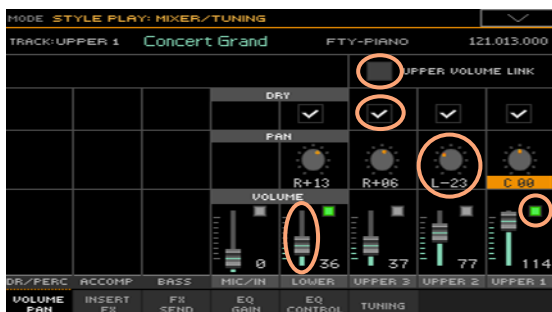 MODE STYLE PLAY: MIXER/TUNING
TRACK:UPPER 1 Concert Grand FTY-PIANO 121.013.000
UPPER VOLUME LINK
DRY
PAN
R+13 R+06 L-23 C 00
VOLUME
0 36 37 77 114
DR/PERC ACCOMP BASS MIC/IN LOWER UPPER 3 UPPER 2 UPPER 1
VOLUME INSERT FX EQ EQ TUNING
PAN FX SEND GAIN CONTROL